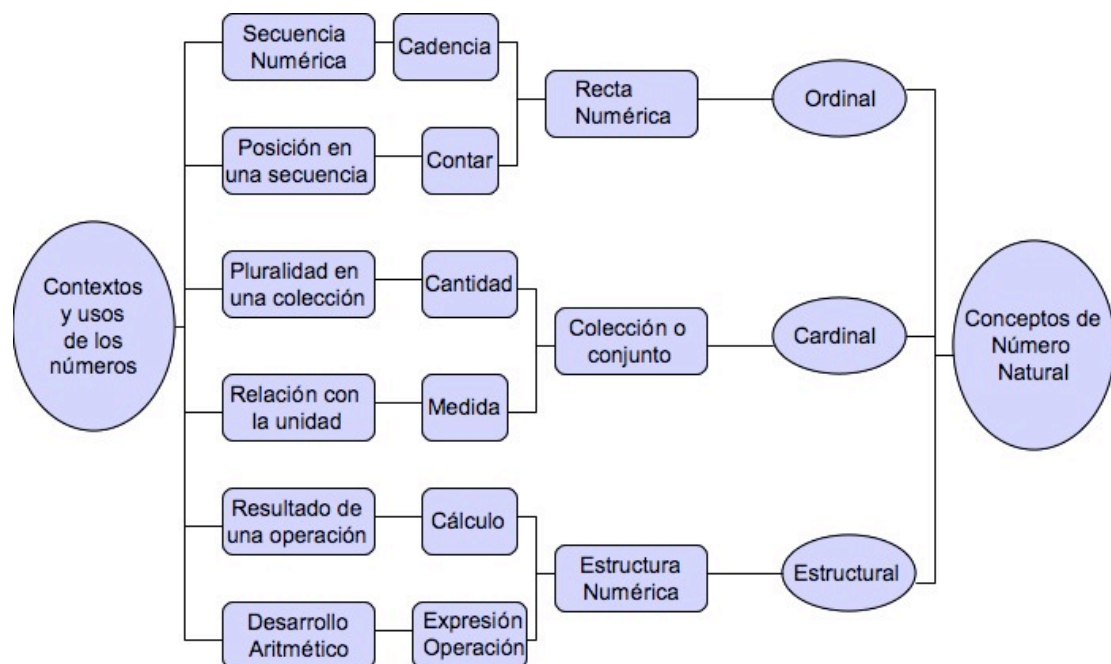 Secuencia
Numérica
Cadencia
Recta
Numérica
Ordinal
Posición en
una secuencia
Contar
Contextos
y usos
de los
números
Pluralidad en
una colección
Cantidad
Colección o
conjunto
Cardinal
Conceptos de
Número
Natural
Relación con
la unidad
Medida
Resultado de
una operación
Cálculo
Estructura
Numérica
Estructural
Desarrollo
Aritmético
Expresión
Operación